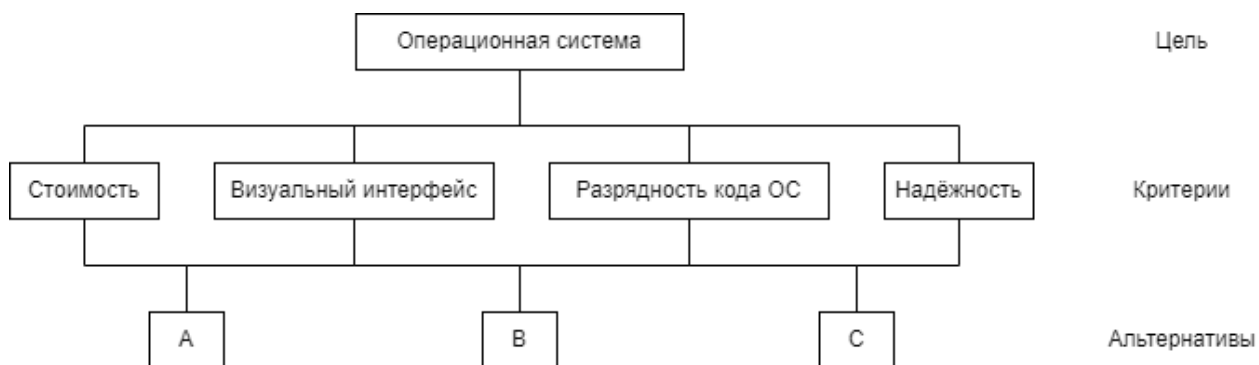 Операционная система
Цель
Стоимость
Визуальный интерфейс
Разрядность кода ОС
Надёжность
Критерии
A
B
C
Альтернативы